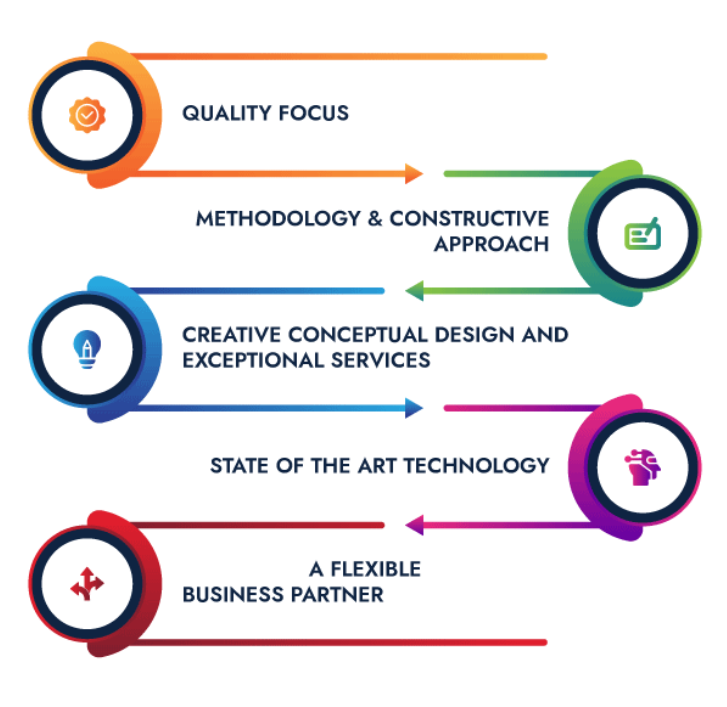 QUALITY FOCUS
METHODOLOGY & CONSTRUCTIVE
APPROACH
CREATIVE CONCEPTUAL DESIGN AND
EXCEPTIONAL SERVICES
STATE OF THE ART TECHNOLOGY
A FLEXIBLE
BUSINESS PARTNER